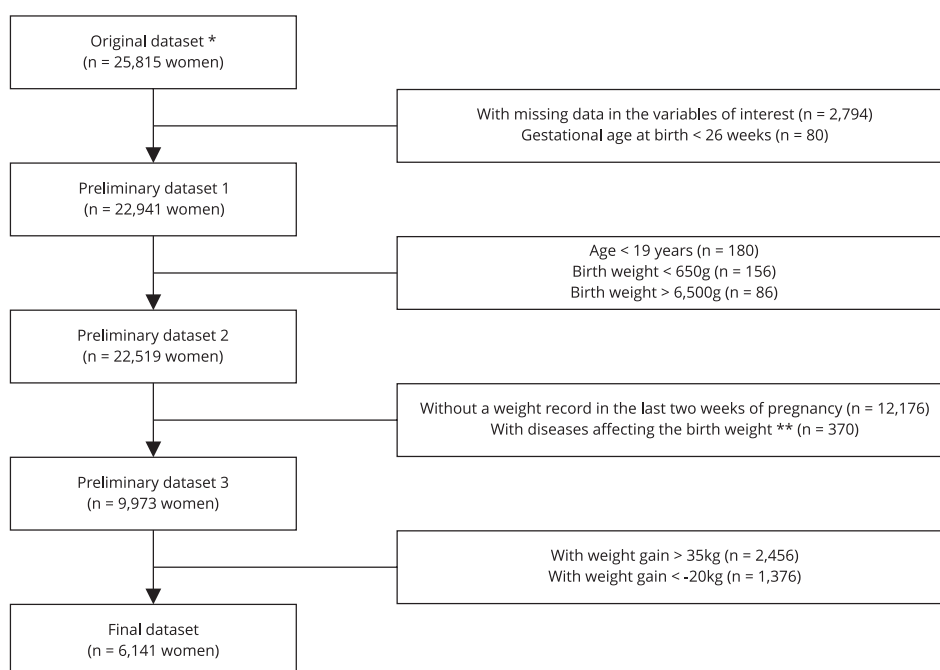 Original dataset *
(n = 25,815 women)
With missing data in the variables of interest (n = 2,794)
Gestational age at birth < 26 weeks (n = 80)
Preliminary dataset 1
(n = 22,941 women)
Age < 19 years (n = 180)
Birth weight < 650g (n = 156)
Birth weight > 6,500g (n = 86)
Preliminary dataset 2
(n = 22,519 women)
Without a weight record in the last two weeks of pregnancy (n = 12,176)
With diseases affecting the birth weight ** (n = 370)
Preliminary dataset 3
(n = 9,973 women)
With weight gain > 35kg (n = 2,456)
With weight gain < -20kg (n = 1,376)
Final dataset
(n = 6,141 women)